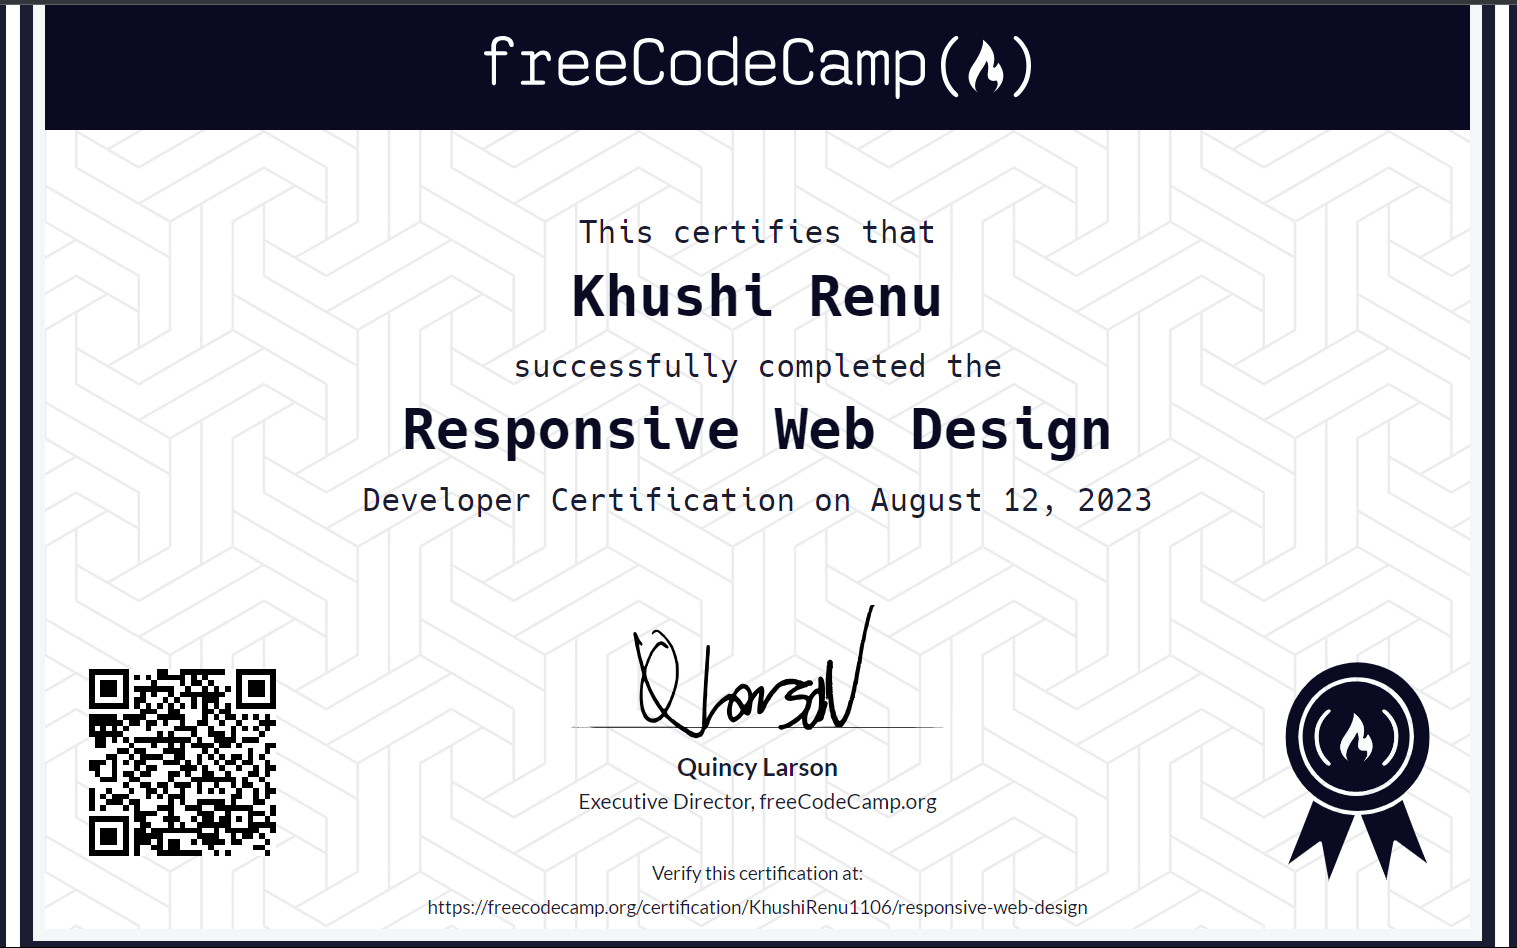 freeCodeCamp
This certifies that
Khushi Renu
successfully completed the
Responsive Web Design
Developer Certification on August 12, 2023
Quincy Larson
Executive Director, freeCodeCamp.org
Verify this certification at:
https://freecodecamp.org/certification/KhushiRenu1106/responsive-web-design